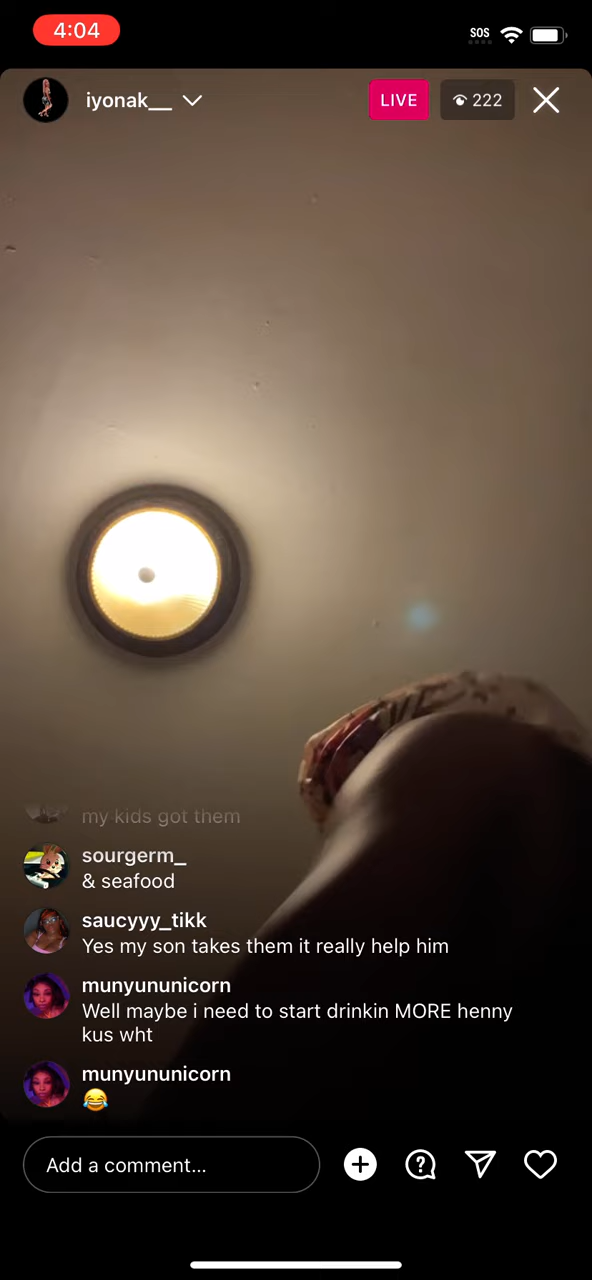 4:04
SOS
iyonak__
LIVE
222
my kids got them
sourgerm_
& seafood
saucyyy_tikk
Yes my son takes them it really help him
munyununicorn
Well maybe i need to start drinkin MORE henny
kus wht
munyununicorn
😂
Add a comment...